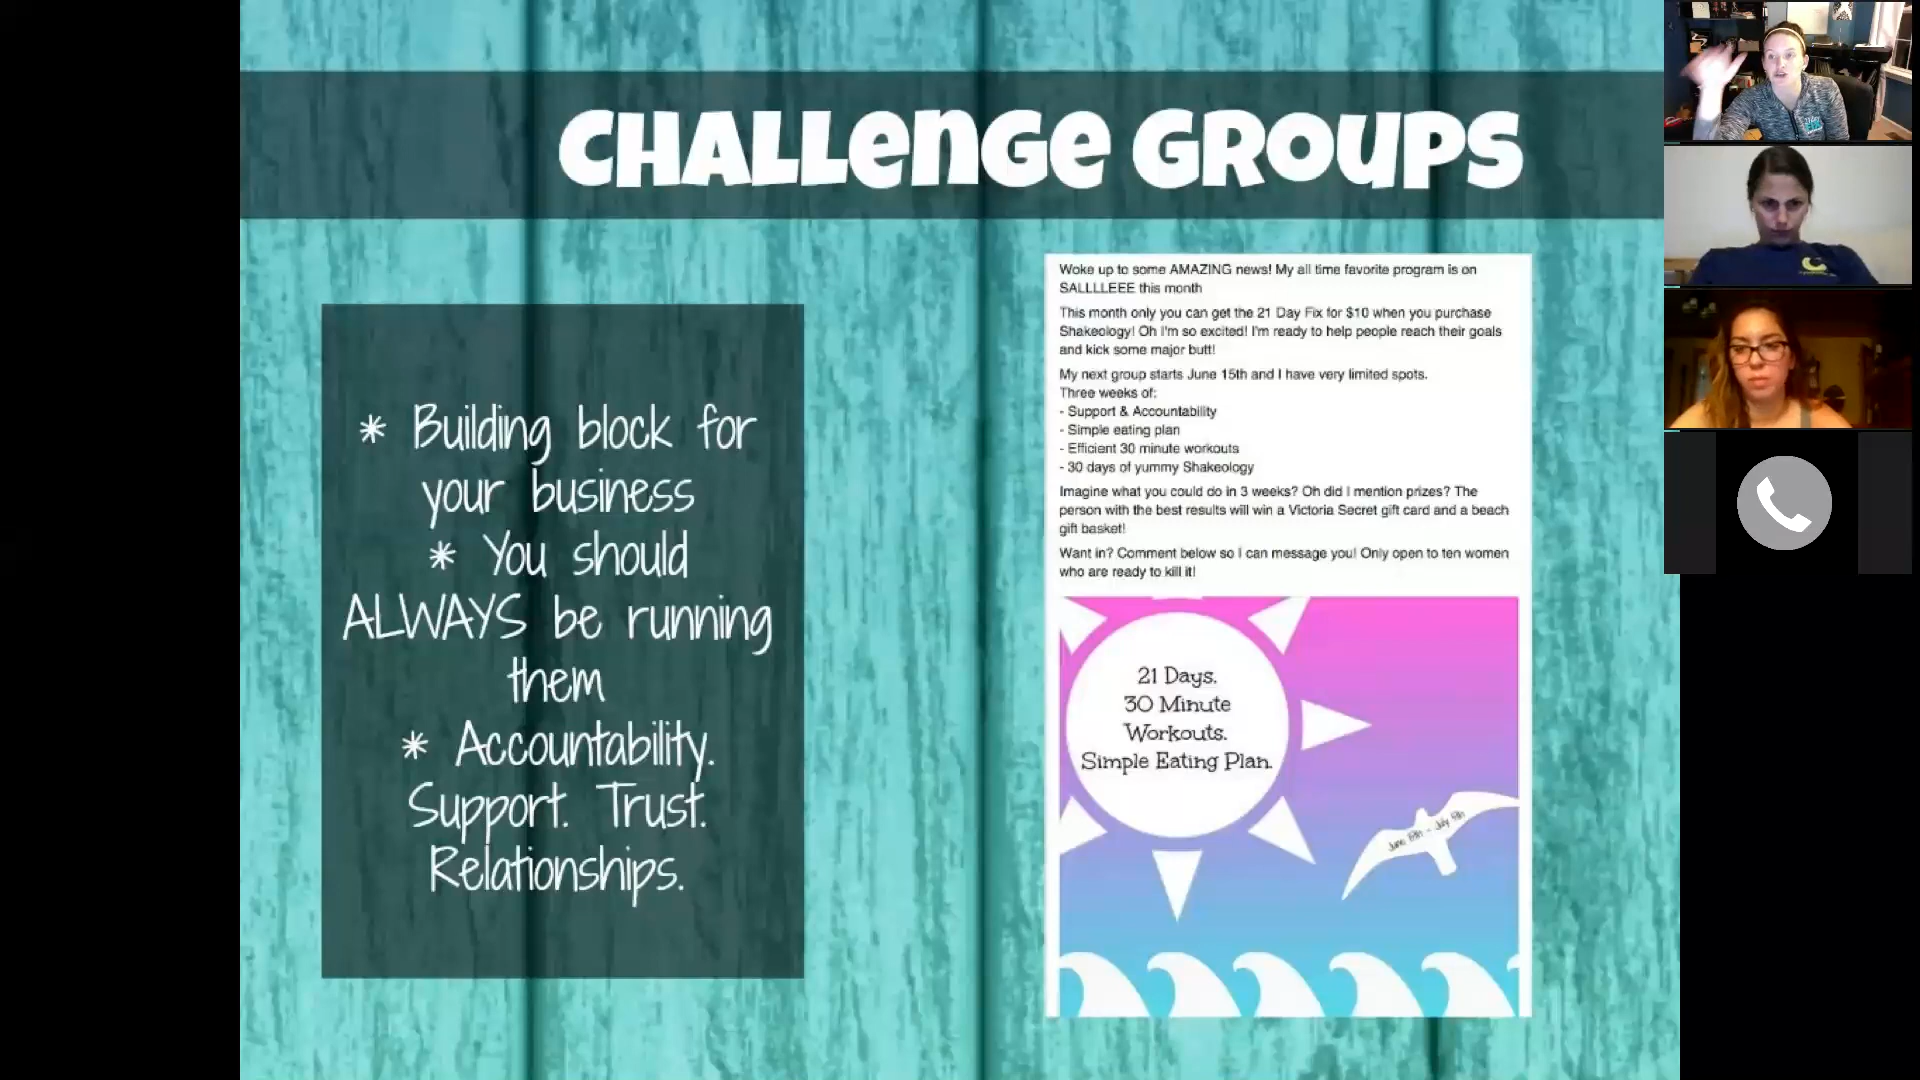 CHALLenGe GROUPS
* Building block for
your business
* You should
ALWAYS be running
them
* Accountability.
Support. Trust.
Relationships.
Woke up to some AMAZING news! My all time favorite program is on
SALLLLEEE this month
This month only you can get the 21 Day Fix for $10 when you purchase
Shakeology! Oh I'm so excited! I'm ready to help people reach their goals
and kick some major butt!
My next group starts June 15th and I have very limited spots.
Three weeks of:
- Support & Accountability
- Simple eating plan
- Efficient 30 minute workouts
- 30 days of yummy Shakeology
Imagine what you could do in 3 weeks? Oh did I mention prizes? The
person with the best results will win a Victoria Secret gift card and a beach
gift basket!
Want in? Comment below so I can message you! Only open to ten women
who are ready to kill it!
21 Days.
30 Minute
Workouts.
Simple Eating Plan.
June 15th - July